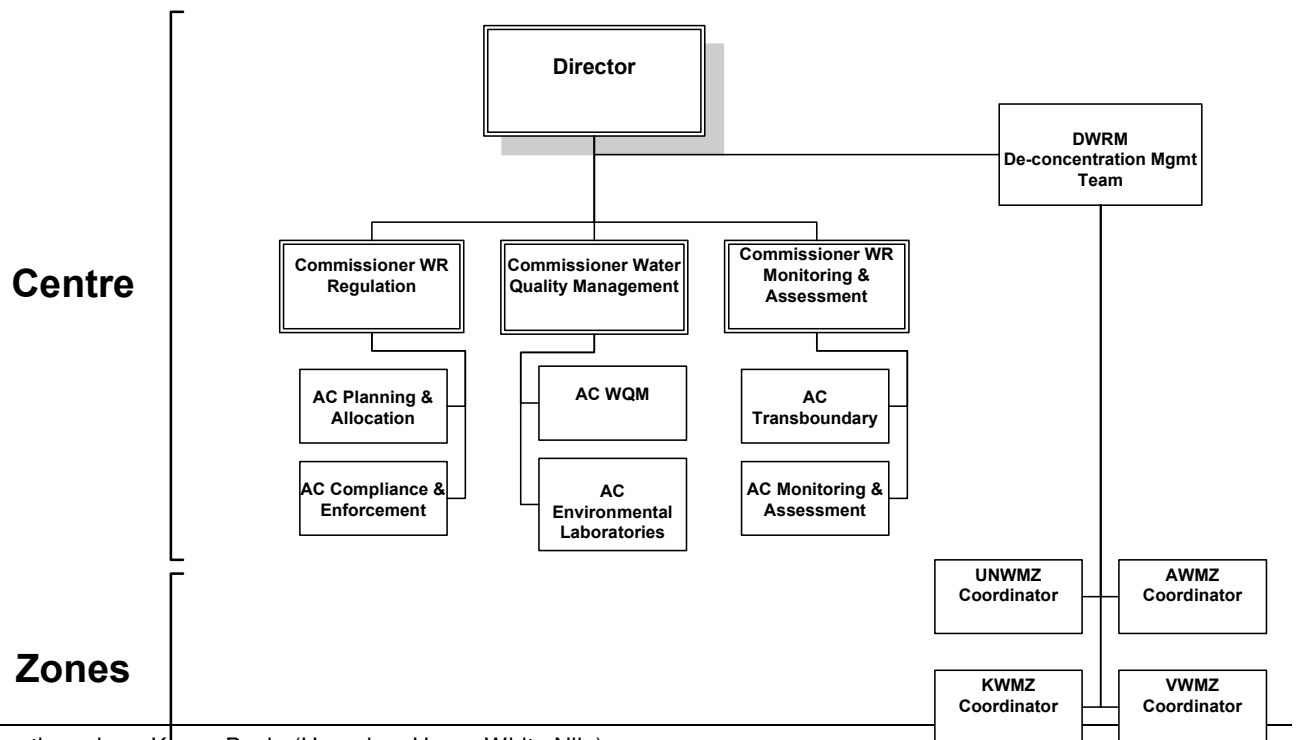 Director
DWRM
De-concentration Mgmt
Team
Centre
Commissioner WR
Regulation
Commissioner Water
Quality Management
Commissioner WR
Monitoring &
Assessment
AC Planning &
Allocation
AC WQM
AC
Transboundary
AC Compliance &
Enforcement
AC
Environmental
Laboratories
AC Monitoring &
Assessment
Zones
UNWMZ
Coordinator
AWMZ
Coordinator
KWMZ
Coordinator
VWMZ
Coordinator